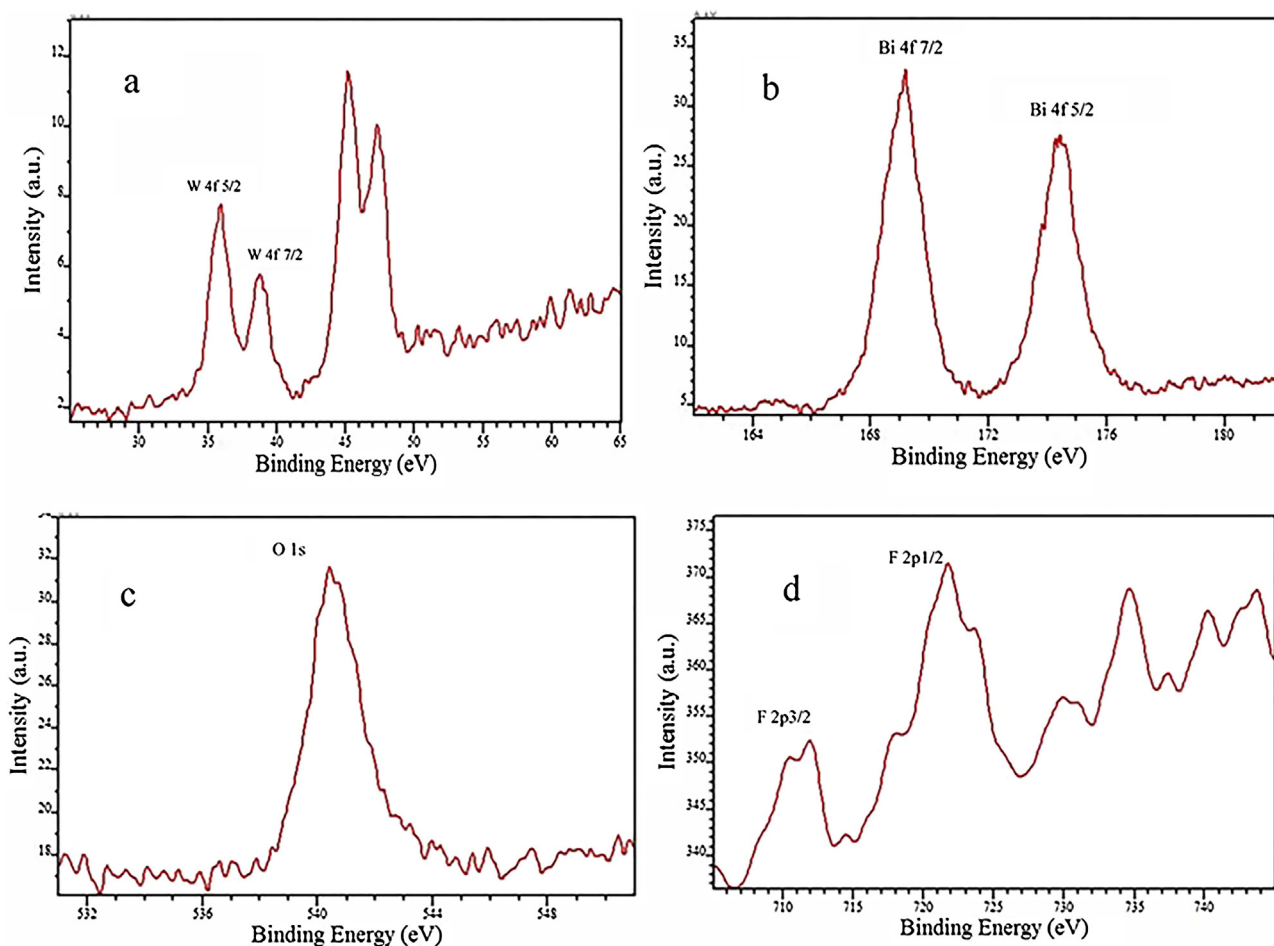 a
W 4f 5/2
W 4f 7/2
Intensity (a.u.)
12
10
8
6
4
2
30 35 40 45 50 55 60 65
Binding Energy (eV)
b
Bi 4f 7/2
Bi 4f 5/2
Intensity (a.u.)
35
30
25
20
15
10
5
164 168 172 176 180
Binding Energy (eV)
c
O 1s
Intensity (a.u.)
32
30
28
26
24
22
20
18
532 536 540 544 548
Binding Energy (eV)
d
F 2p1/2
F 2p3/2
Intensity (a.u.)
375
370
365
360
355
350
345
340
710 715 720 725 730 735 740
Binding Energy (eV)